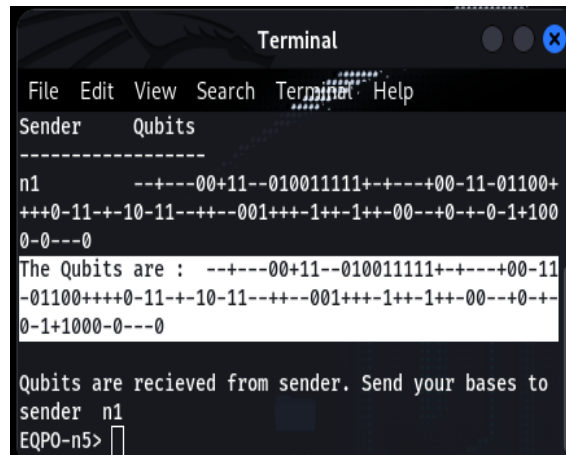 Terminal
File Edit View Search Terminal Help
Sender Qubits
------------------
n1 --+---00+11--010011111+-+---+00-11-01100+
+++0-11-+-10-11--++--001+++-1++-1++-00--+0-+-0-1+100
0-0---0
The Qubits are : --+---00+11--010011111+-+---+00-11
-01100++++0-11-+-10-11--++--001+++-1++-1++-00--+0-+-
0-1+1000-0---0
Qubits are recieved from sender. Send your bases to
sender n1
EQPO-n5>